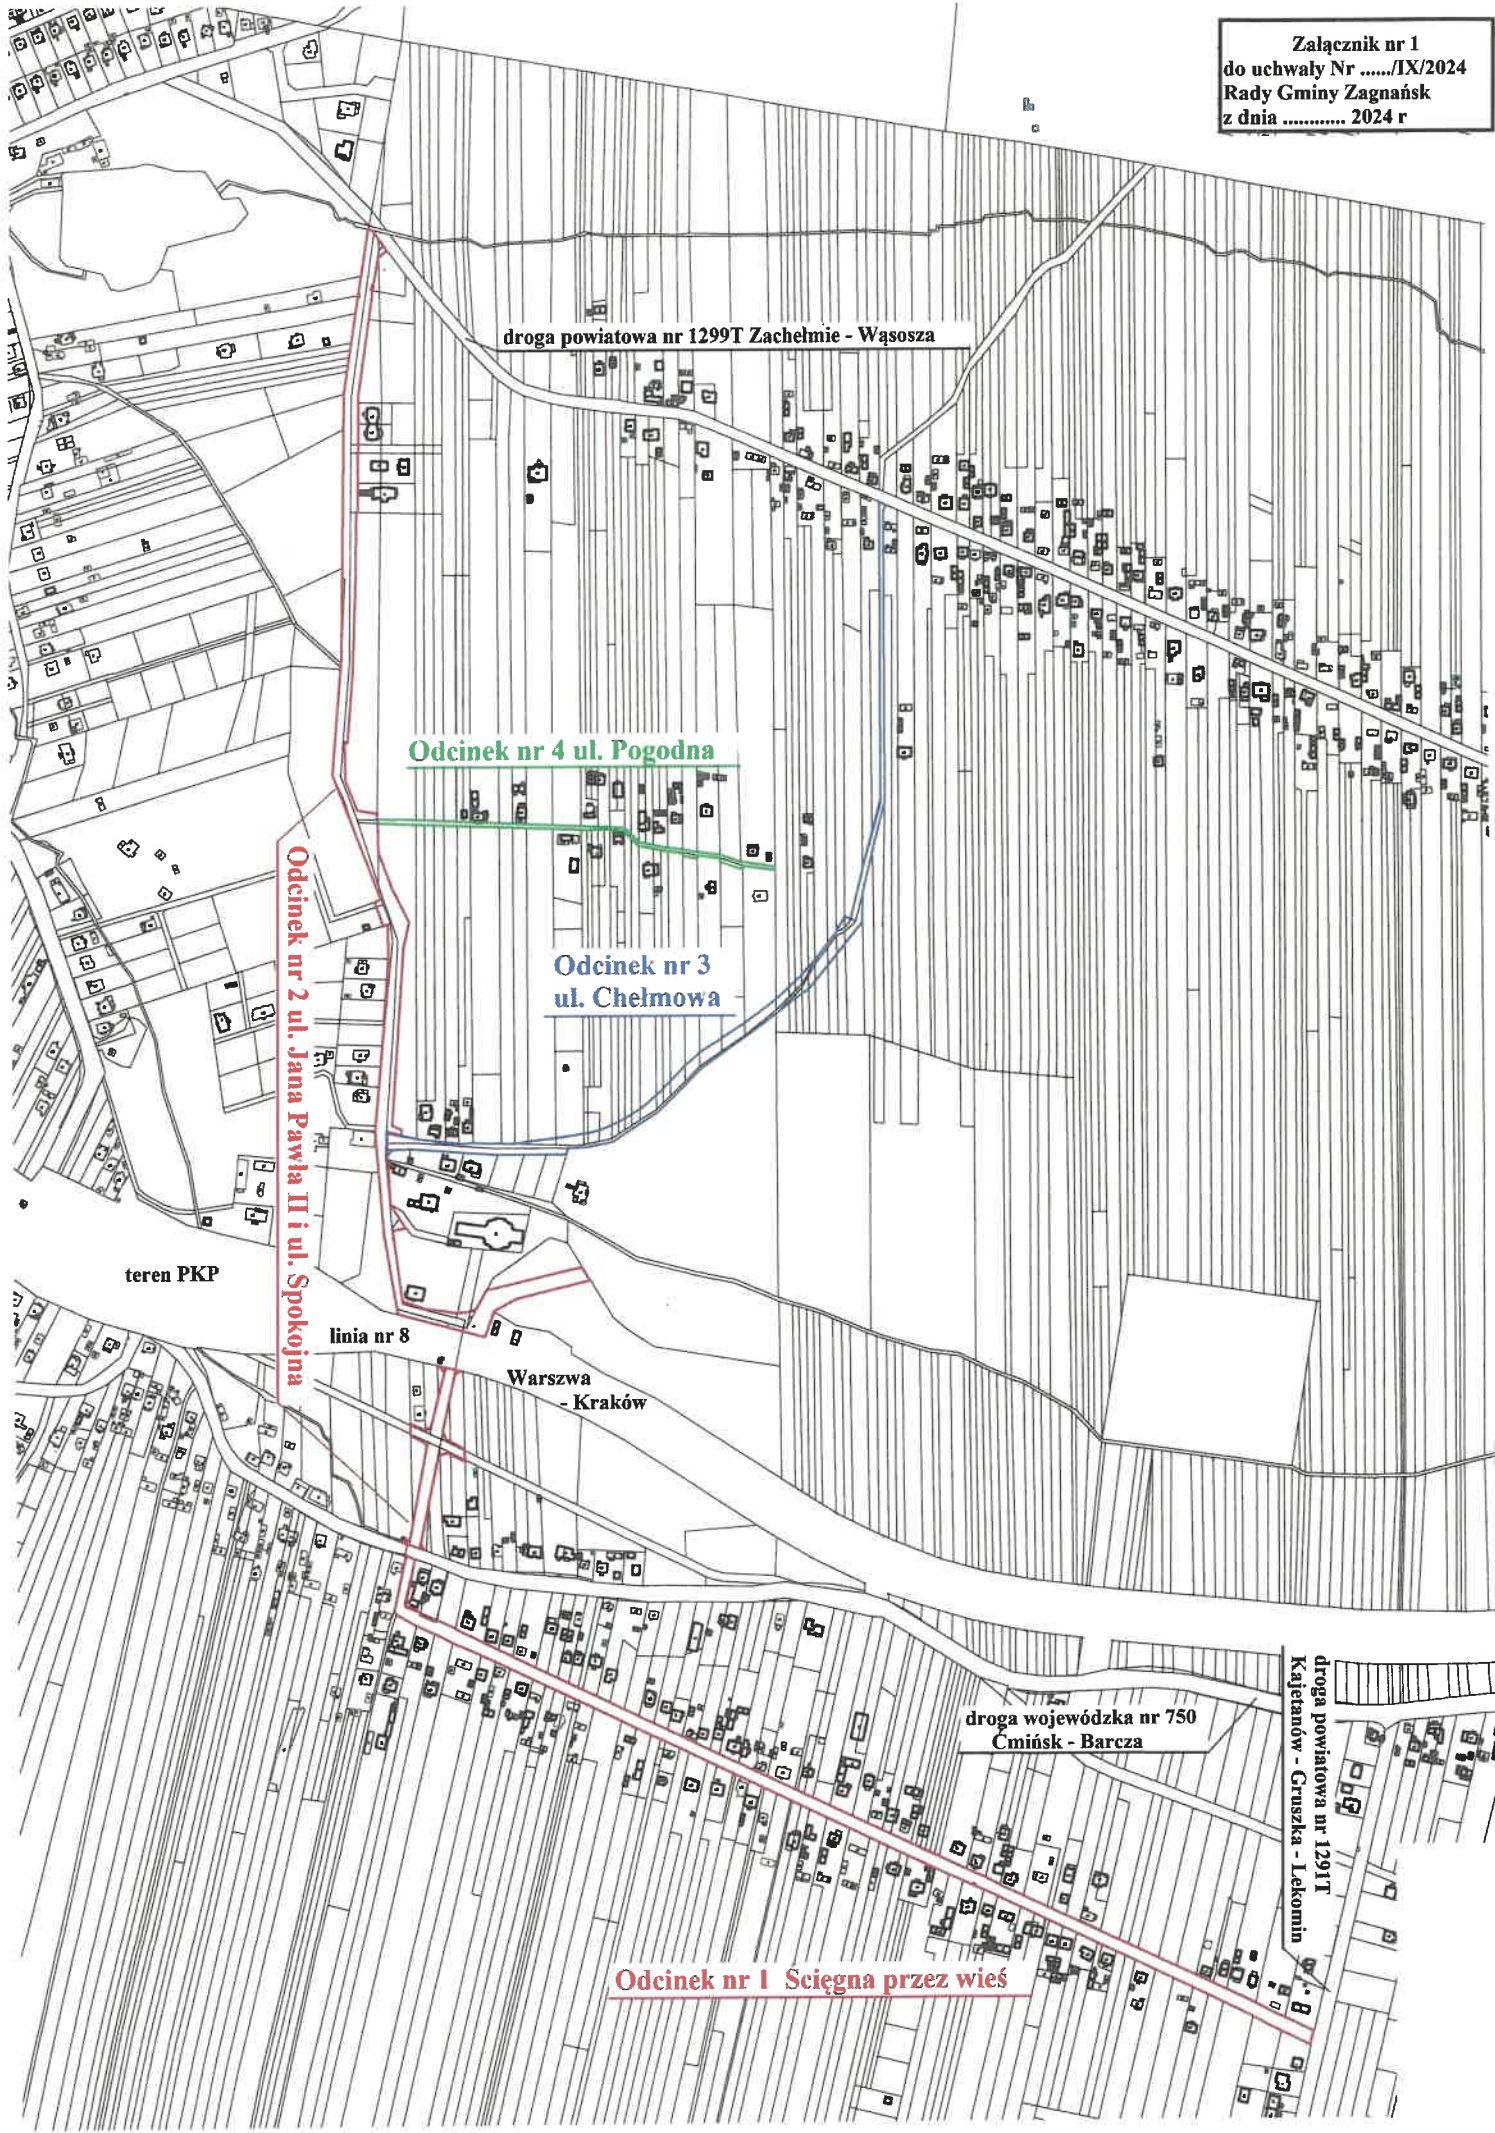 Załącznik nr 1
do uchwały Nr ....../IX/2024
Rady Gminy Zagnańsk
z dnia ............ 2024 r
droga powiatowa nr 1299T Zachełmie - Wąsosza
Odcinek nr 4 ul. Pogodna
Odcinek nr 2 ul. Jana Pawła II i ul. Spokojna
Odcinek nr 3
ul. Chełmowa
teren PKP
linia nr 8
Warszwa
- Kraków
droga powiatowa nr 1291T
Kajetanów - Gruszka - Lekomin
droga wojewódzka nr 750
Ćmińsk - Barcza
Odcinek nr 1 Scięgna przez wieś